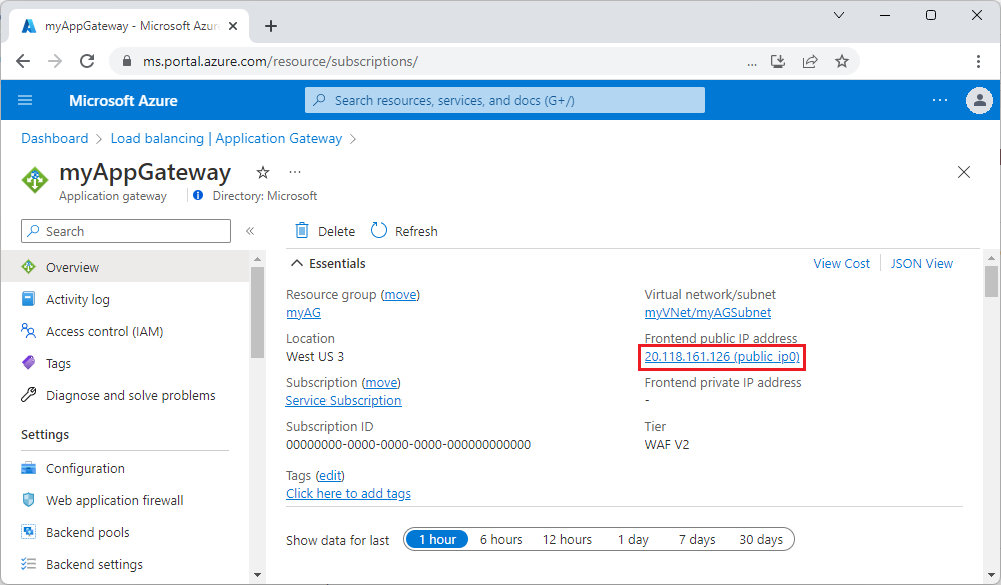 myAppGateway - Microsoft Azur
ms.portal.azure.com/resource/subscriptions/
...
Microsoft Azure
Search resources, services, and docs (G+/)
...
Dashboard > Load balancing | Application Gateway >
myAppGateway
...
Application gateway
Directory: Microsoft
Search
«
Overview
Activity log
Access control (IAM)
Tags
Diagnose and solve problems
Settings
Configuration
Web application firewall
Backend pools
Backend settings
Delete
Refresh
Essentials
View Cost
JSON View
Resource group (move)
myAG
Location
West US 3
Subscription (move)
Service Subscription
Subscription ID
00000000-0000-0000-0000-000000000000
Tags (edit)
Click here to add tags
Virtual network/subnet
myVNet/myAGSubnet
Frontend public IP address
20.118.161.126 (public_ip0)
Frontend private IP address
-
Tier
WAF V2
Show data for last
1 hour
6 hours
12 hours
1 day
7 days
30 days